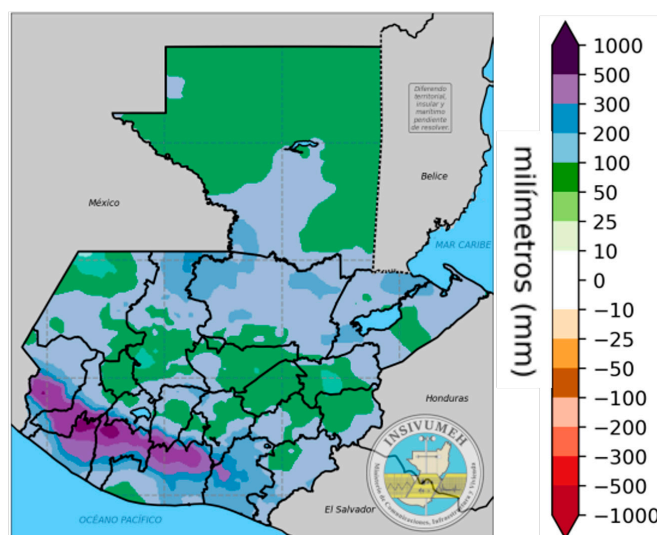 Diferendo
territorial,
insular y
marítimo
pendiente
de resolver.
México
Belice
MAR CARIBE
Honduras
INSIVUMEH
Ministerio de Comunicaciones, Infraestructura y Vivienda
El Salvador
OCÉANO PACÍFICO
milímetros (mm)
1000
500
300
200
100
50
25
10
0
−10
−25
−50
−100
−200
−300
−500
−1000